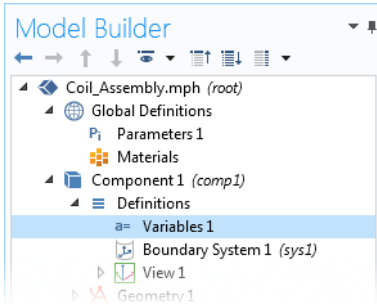 Model Builder
Coil_Assembly.mph (root)
Global Definitions
Pi Parameters 1
Materials
Component 1 (comp1)
Definitions
a= Variables 1
Boundary System 1 (sys1)
View 1
Geometry 1